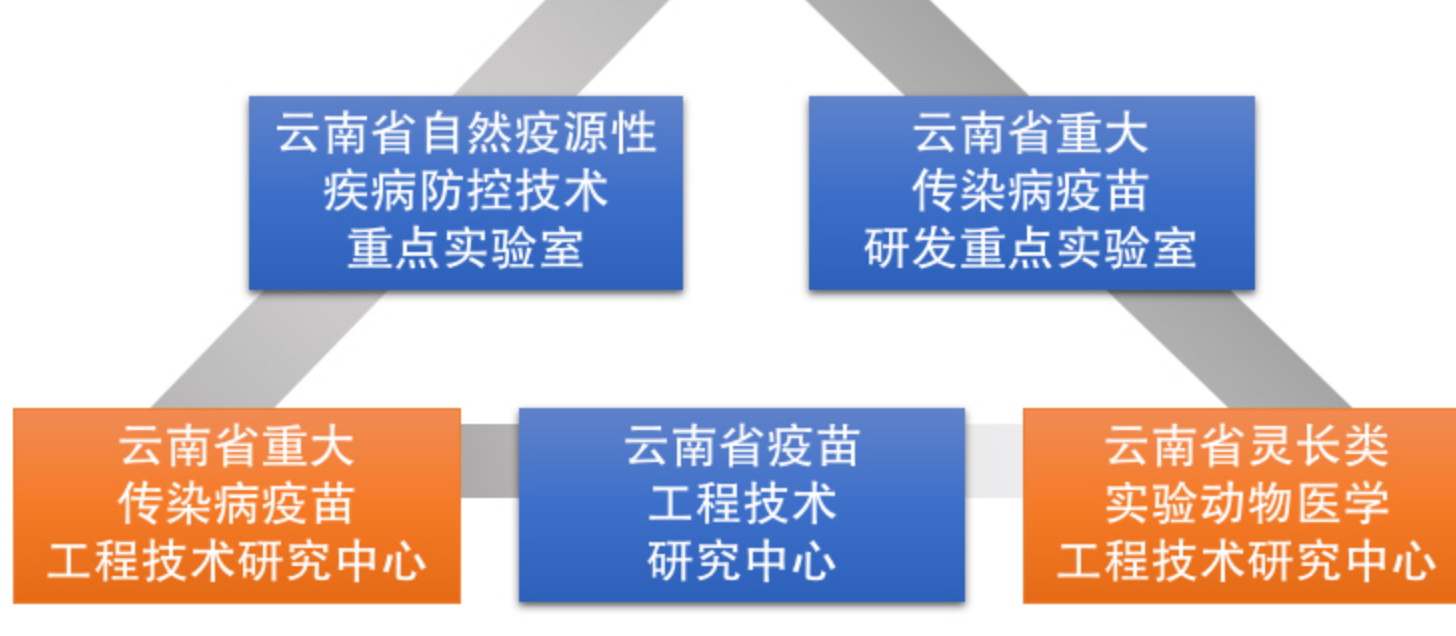 云南省自然疫源性
疾病防控技术
重点实验室
云南省重大
传染病疫苗
研发重点实验室
云南省重大
传染病疫苗
工程技术研究中心
云南省疫苗
工程技术
研究中心
云南省灵长类
实验动物医学
工程技术研究中心